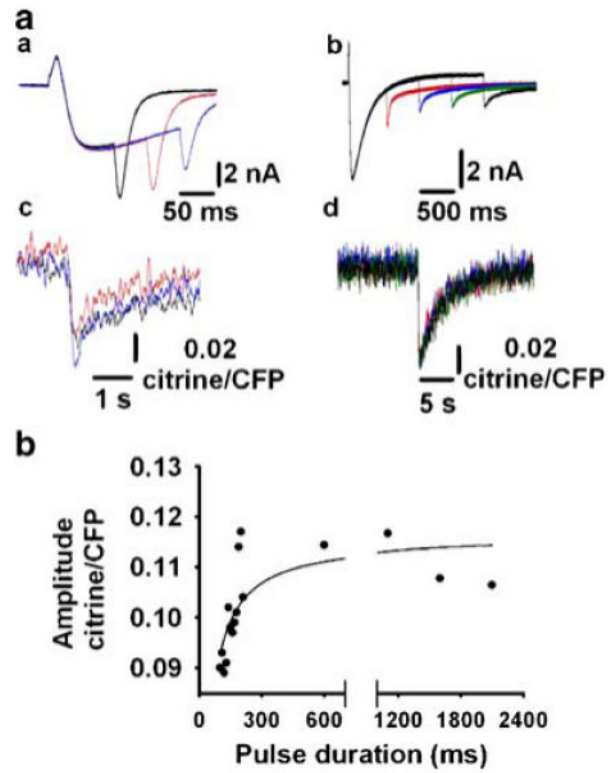 a
a
b
2 nA
2 nA
50 ms
500 ms
c
d
0.02
citrine/CFP
1 s
0.02
citrine/CFP
5 s
b
Amplitude
citrine/CFP
0.13
0.12
0.11
0.10
0.09
0 300 600 1200 1800 2400
Pulse duration (ms)